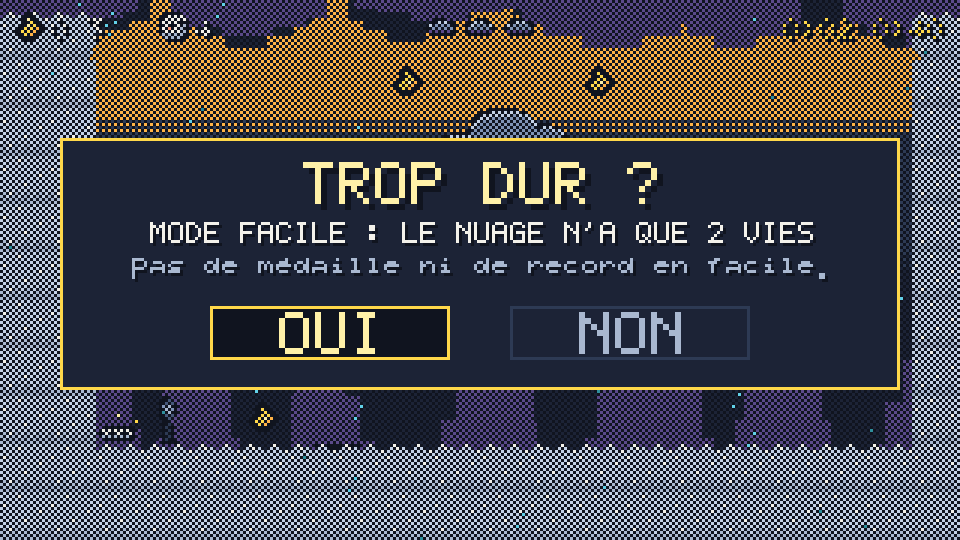 TROP DUR ?
MODE FACILE : LE NUAGE N'A QUE 2 VIES
Pas de médaille ni de record en facile.
OUI
NON